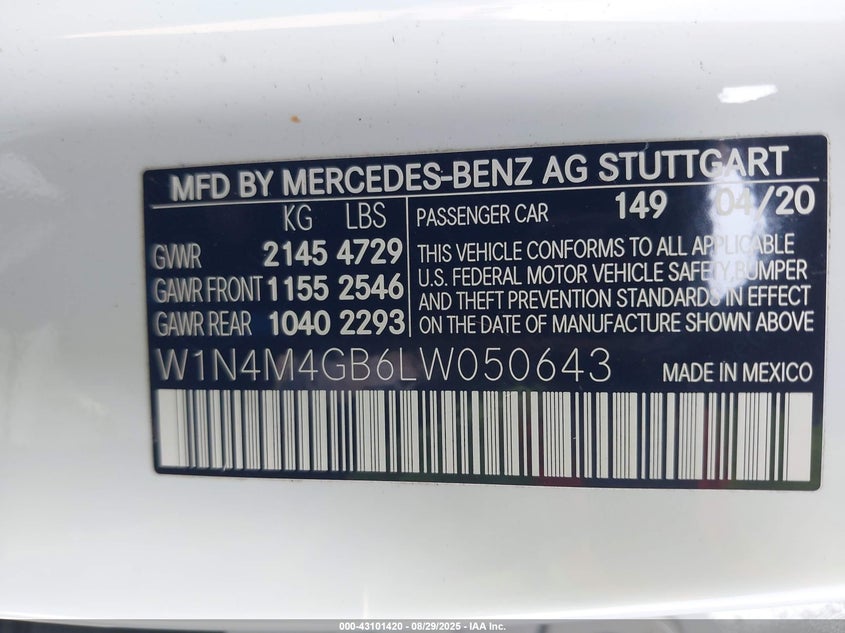 MFD BY MERCEDES-BENZ AG STUTTGART
KG LBS
GVWR 2145 4729
GAWR FRONT 1155 2546
GAWR REAR 1040 2293
PASSENGER CAR 149 04/20
THIS VEHICLE CONFORMS TO ALL APPLICABLE
U.S. FEDERAL MOTOR VEHICLE SAFETY, BUMPER
AND THEFT PREVENTION STANDARDS IN EFFECT
ON THE DATE OF MANUFACTURE SHOWN ABOVE
W1N4M4GB6LW050643 MADE IN MEXICO
000-43101420 - 08/29/2025 - IAA Inc.